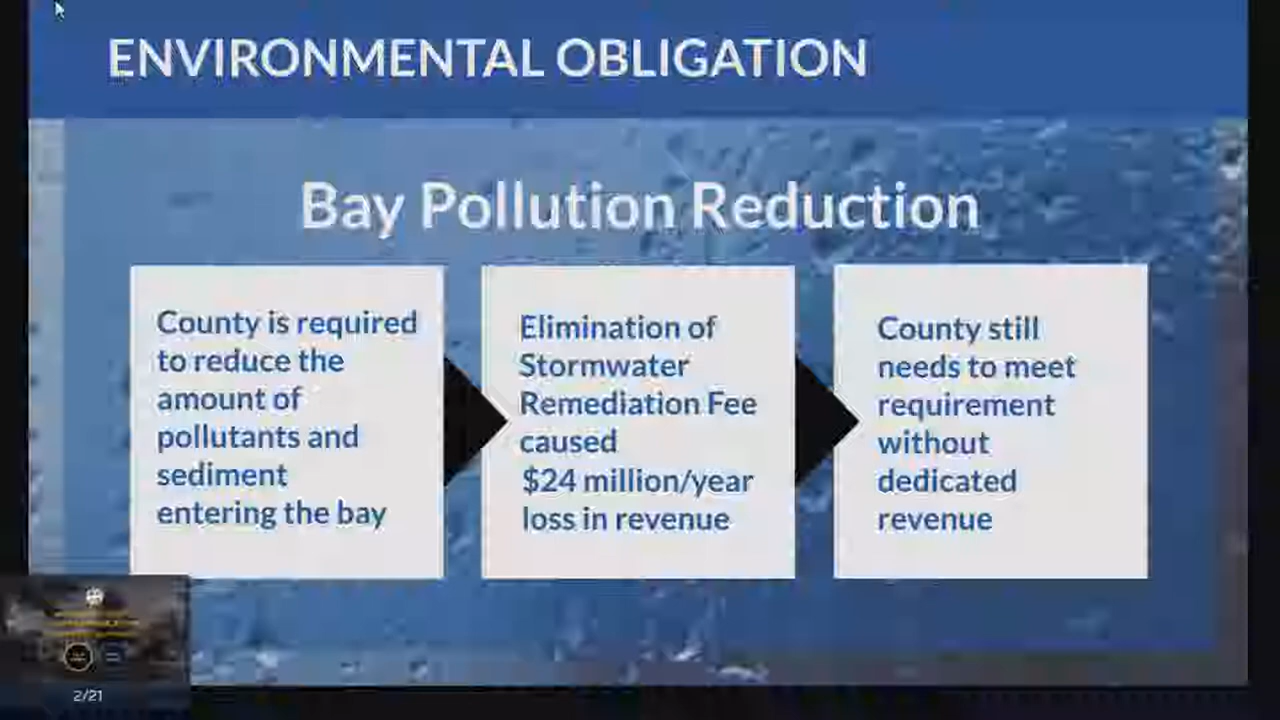 ENVIRONMENTAL OBLIGATION
Bay Pollution Reduction
County is required
to reduce the
amount of
pollutants and
sediment
entering the bay
Elimination of
Stormwater
Remediation Fee
caused
$24 million/year
loss in revenue
County still
needs to meet
requirement
without
dedicated
revenue
2/21